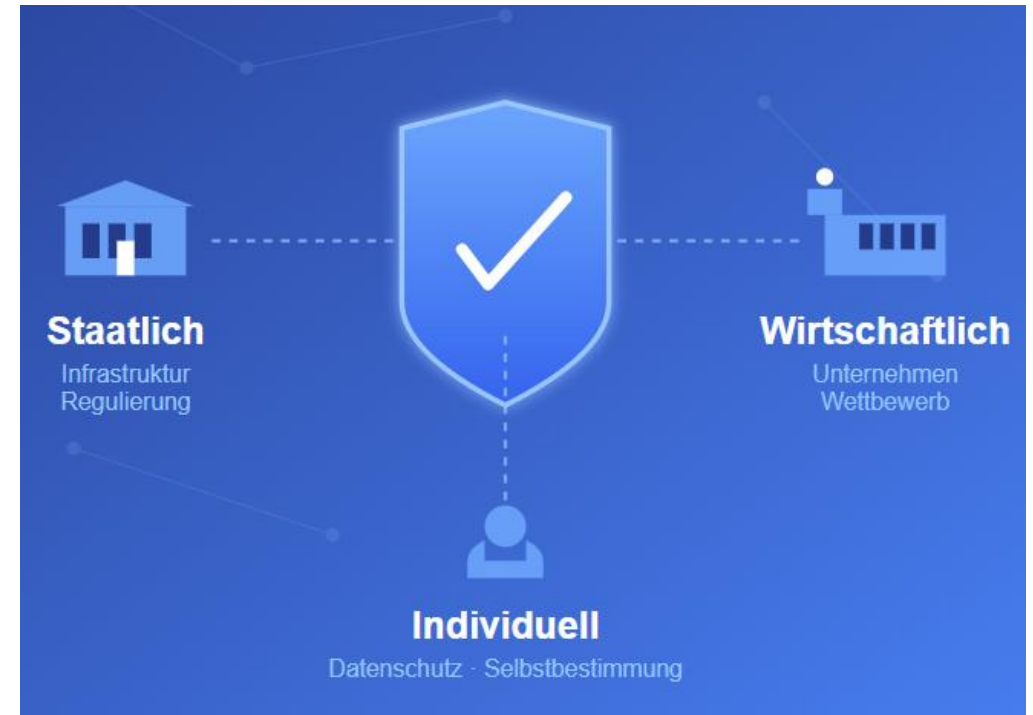 Staatlich
Infrastruktur
Regulierung
Wirtschaftlich
Unternehmen
Wettbewerb
Individuell
Datenschutz · Selbstbestimmung